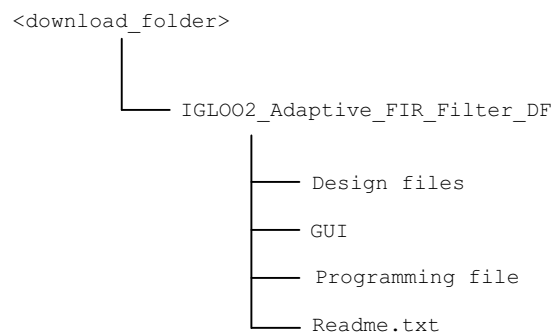 <download_folder>
IGLOO2_Adaptive_FIR_Filter_DF
Design files
GUI
Programming file
Readme.txt